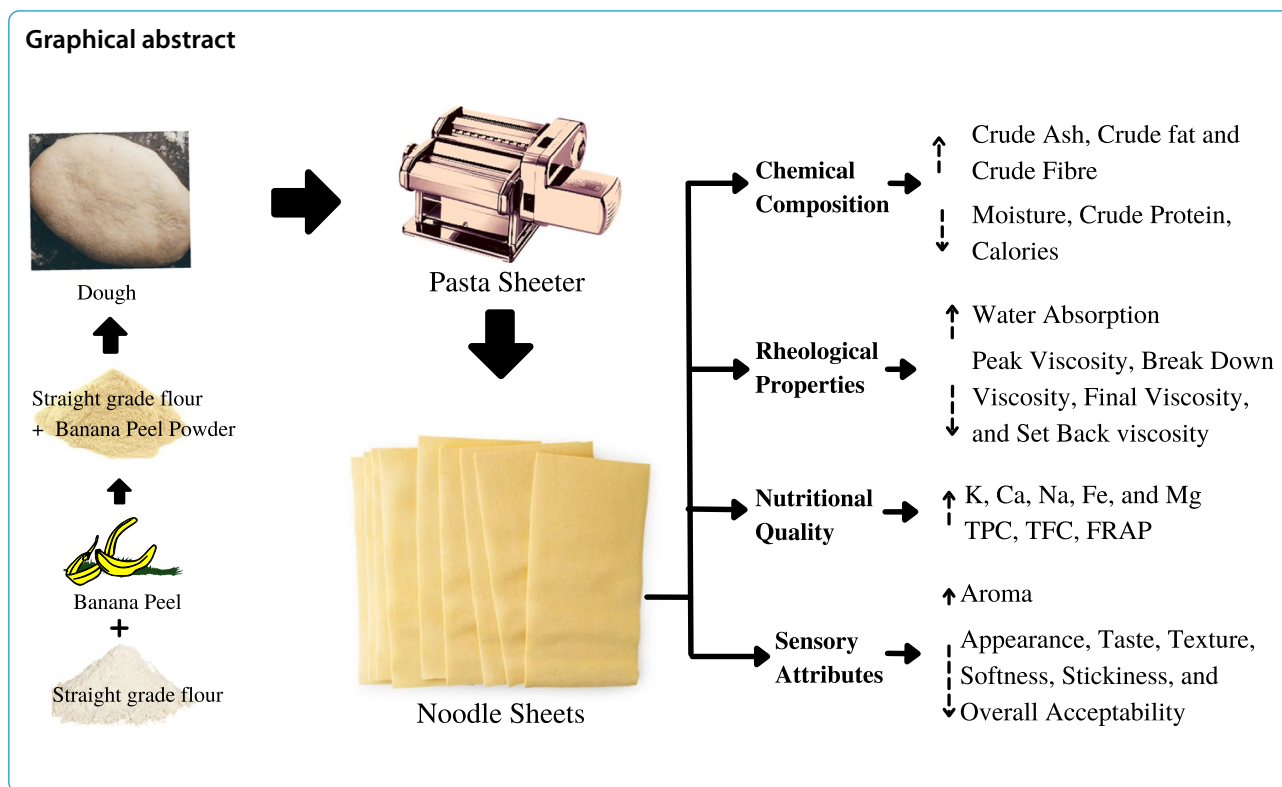 Graphical abstract
Dough
Straight grade flour
+ Banana Peel Powder
Banana Peel
+
Straight grade flour
Pasta Sheeter
Noodle Sheets
Chemical
Composition
Crude Ash, Crude fat and
Crude Fibre
Moisture, Crude Protein,
Calories
Rheological
Properties
Water Absorption
Peak Viscosity, Break Down
Viscosity, Final Viscosity,
and Set Back viscosity
Nutritional
Quality
K, Ca, Na, Fe, and Mg
TPC, TFC, FRAP
Sensory
Attributes
Aroma
Appearance, Taste, Texture,
Softness, Stickiness, and
Overall Acceptability